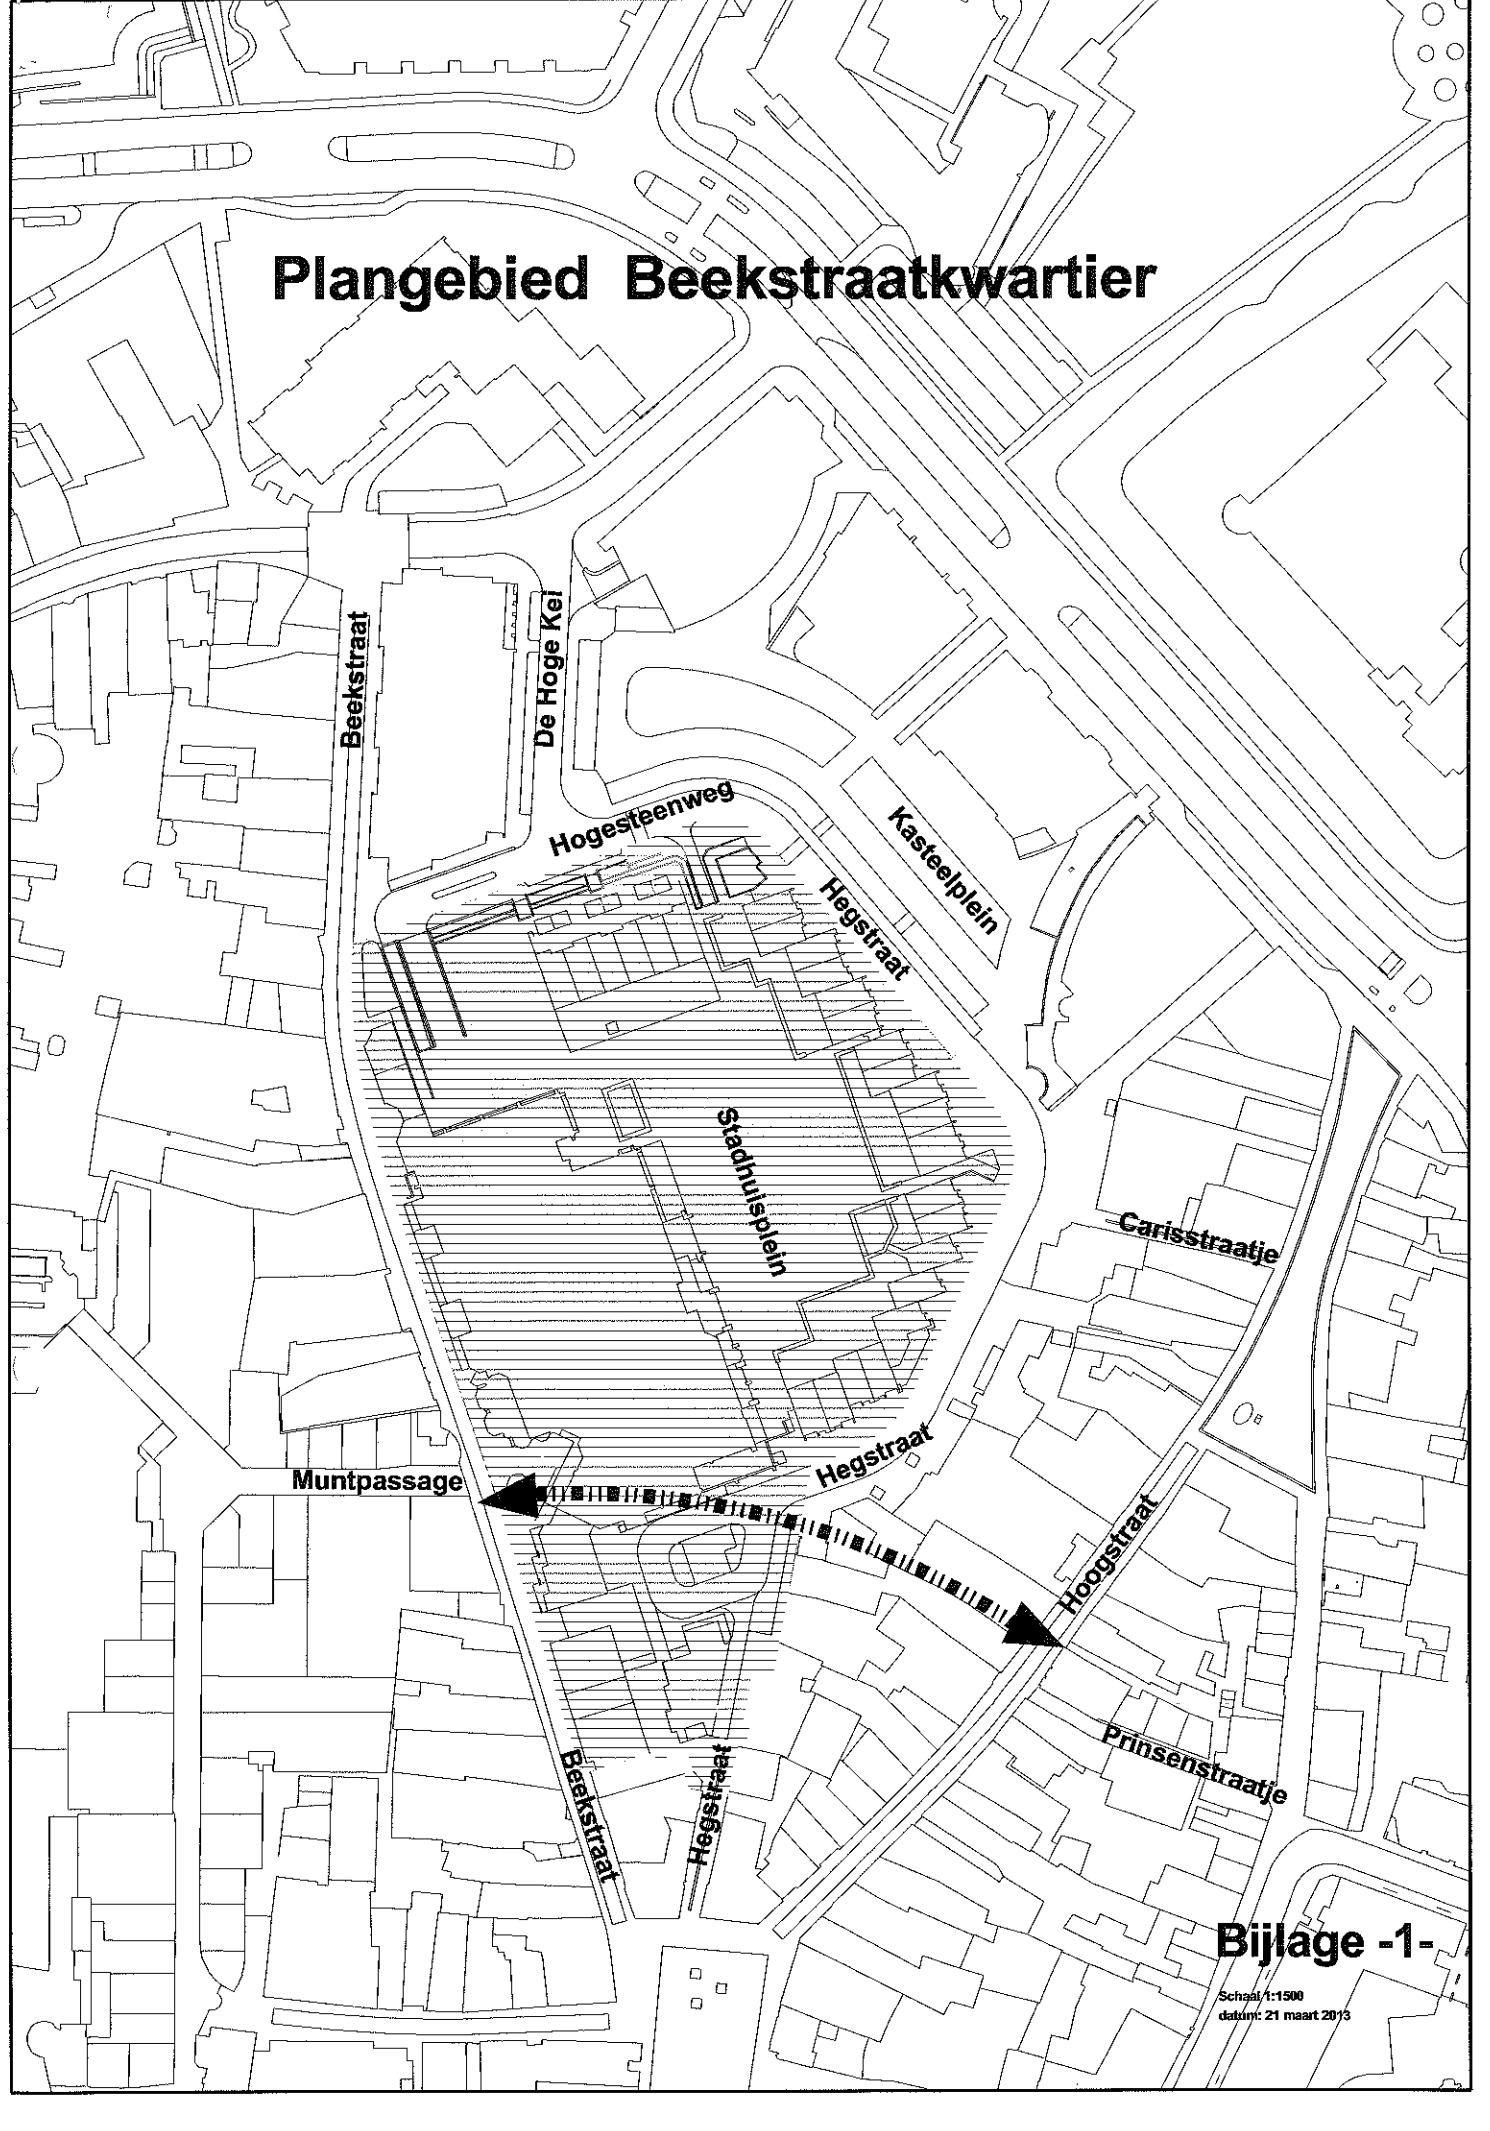 Plangebied Beekstraatkwartier
Beekstraat
De Hoge Kei
Hogesteenweg
Kasteelplein
Hegstraat
Stadhuisplein
Carisstraatje
Hegstraat
Muntpassage
Hoogstraat
Prinsenstraatje
Beekstraat
Hegstraat
Bijlage -1-
Schaal 1:1500
datum: 21 maart 2013